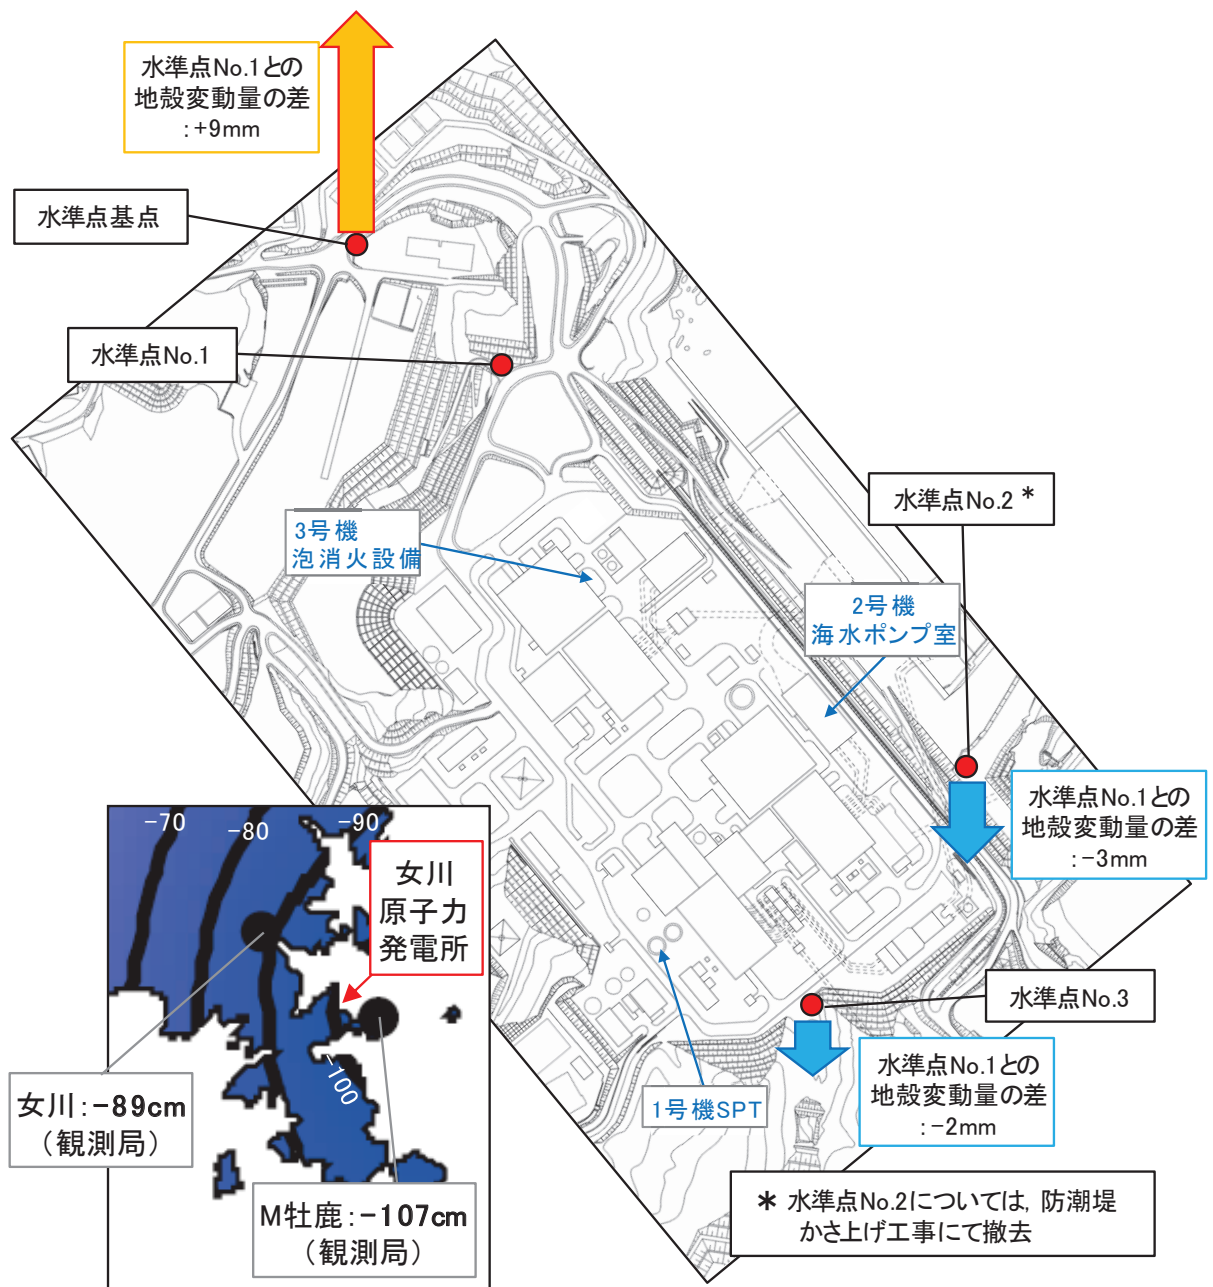 水準点No.1との
地殻変動量の差
:+9mm
水準点基点
水準点No.1
水準点No.2 *
3号機
泡消火設備
2号機
海水ポンプ室
水準点No.1との
地殻変動量の差
:-3mm
-70
-80
-90
女川
原子力
発電所
水準点No.3
-100
女川:-89cm
(観測局)
M牡鹿:-107cm
(観測局)
1号機SPT
水準点No.1との
地殻変動量の差
:-2mm
* 水準点No.2については, 防潮堤
かさ上げ工事にて撤去